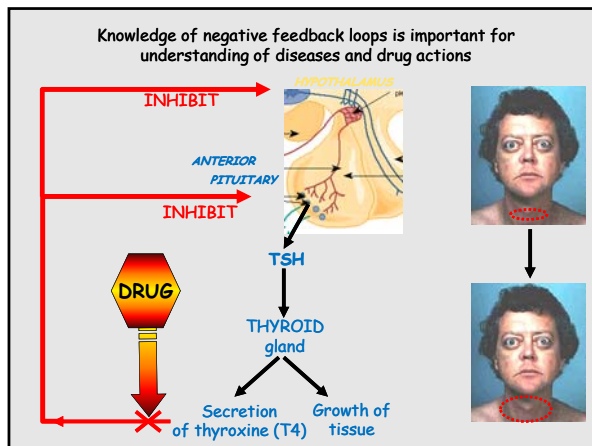 Knowledge of negative feedback loops is important for
understanding of diseases and drug actions
HYPOTHALAMUS
INHIBIT
ANTERIOR
PITUITARY
INHIBIT
TSH
DRUG
THYROID
gland
Secretion
of thyroxine (T4)
Growth of
tissue